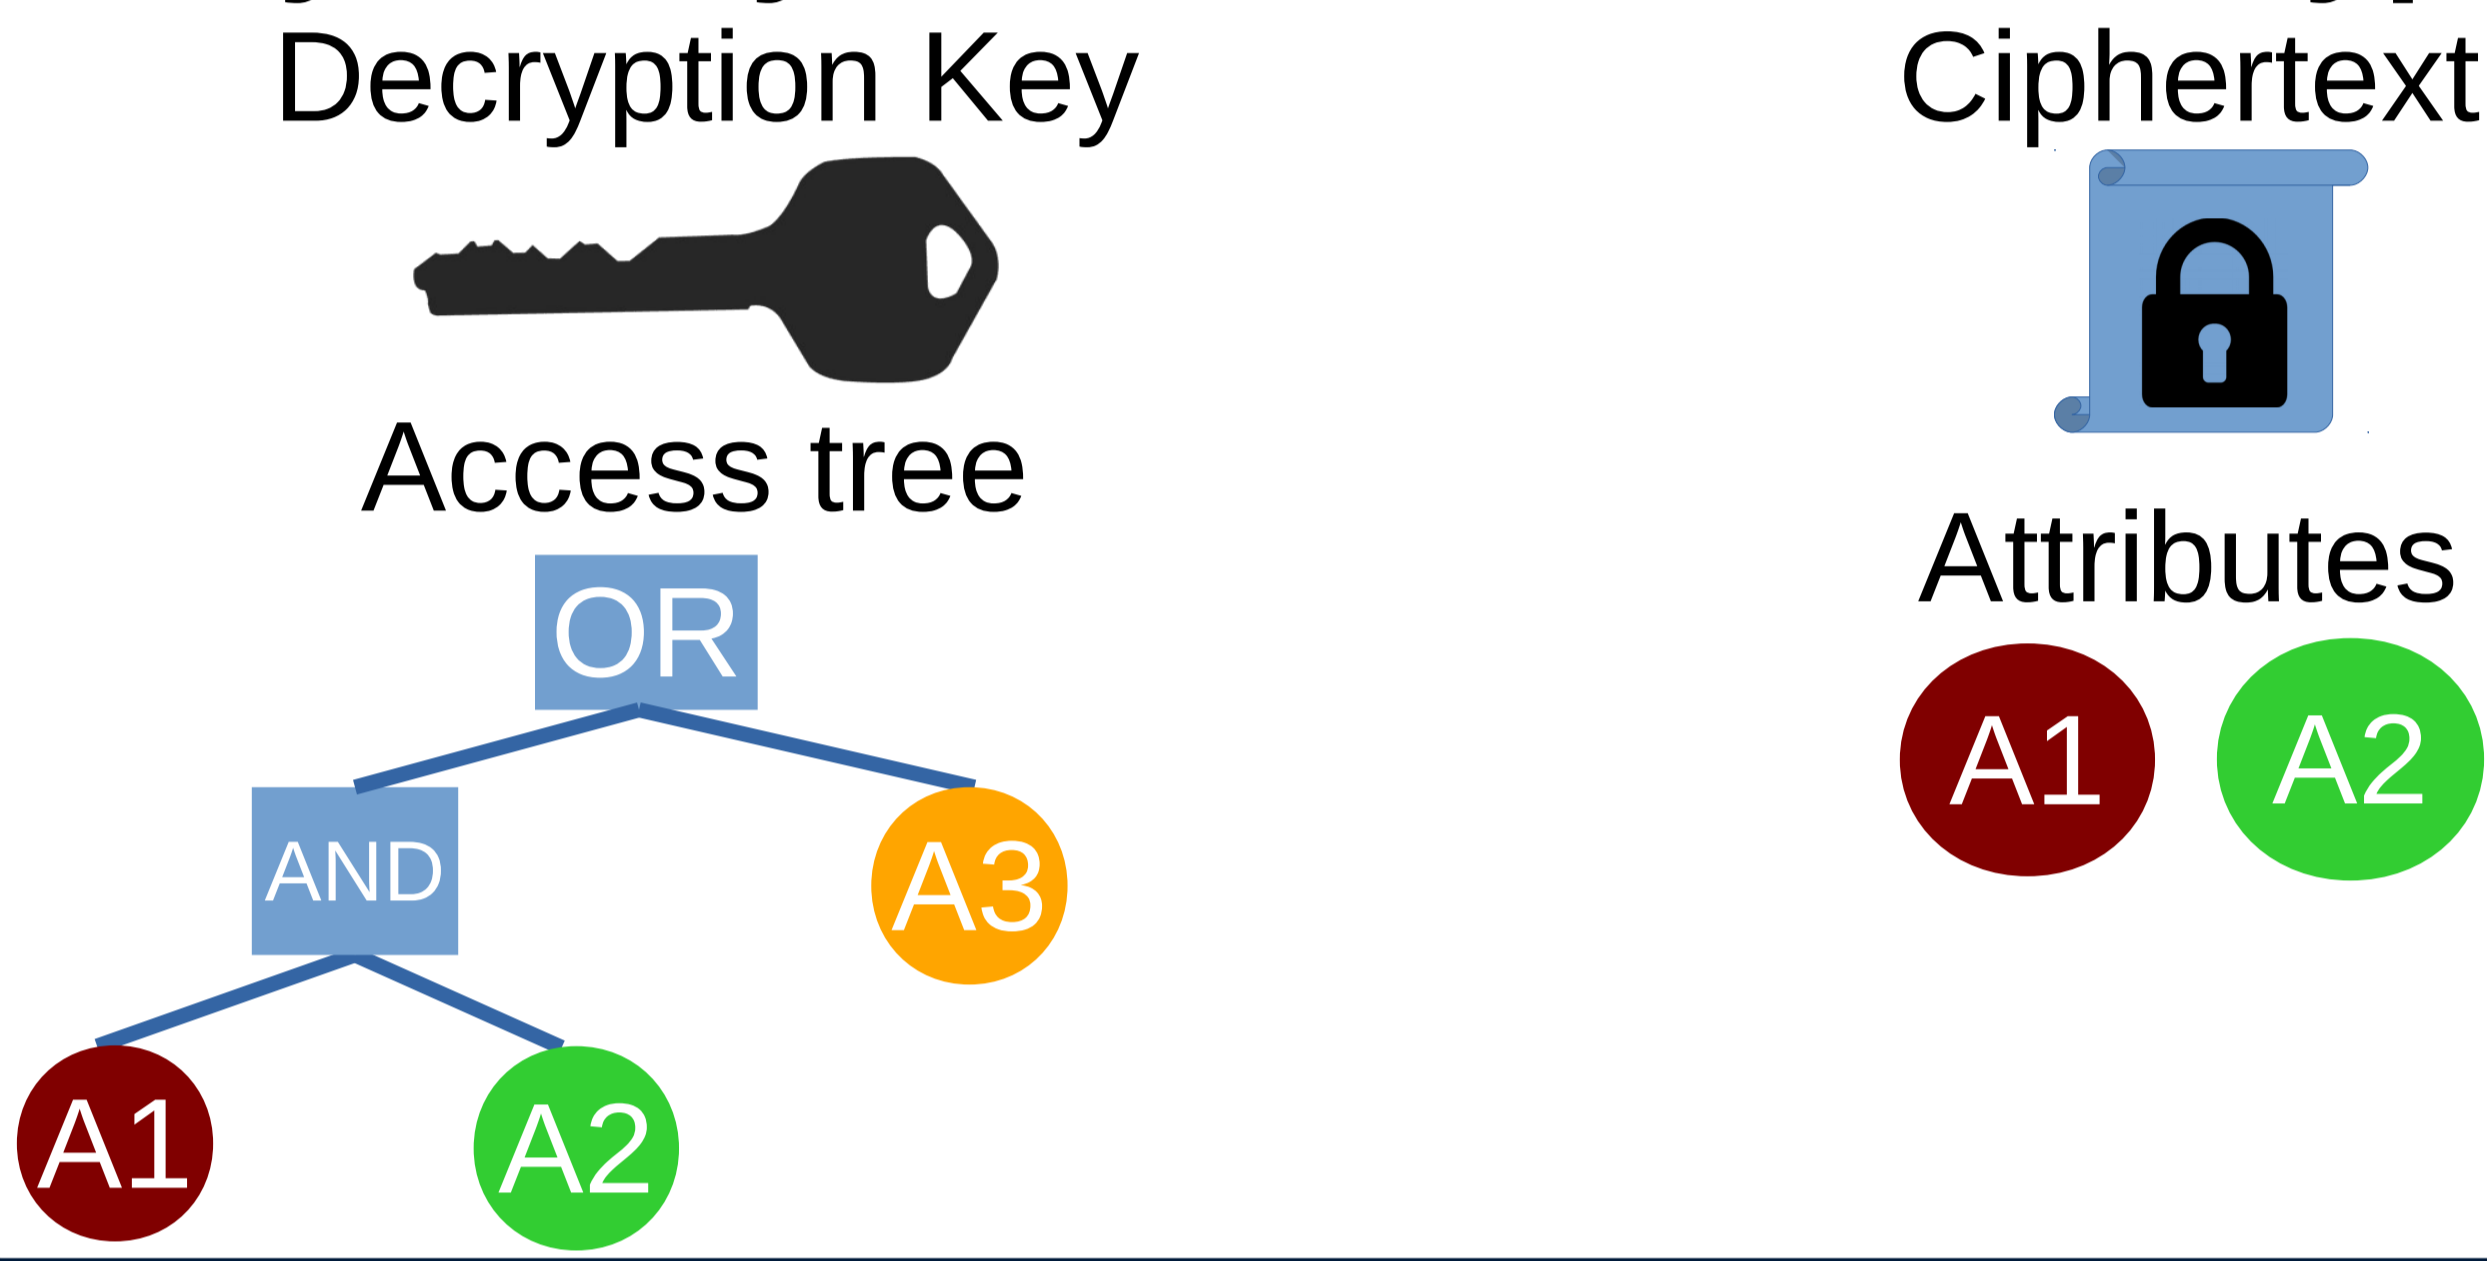 Decryption Key
Ciphertext
Access tree
Attributes
OR
AND
A3
A1
A2
A1
A2